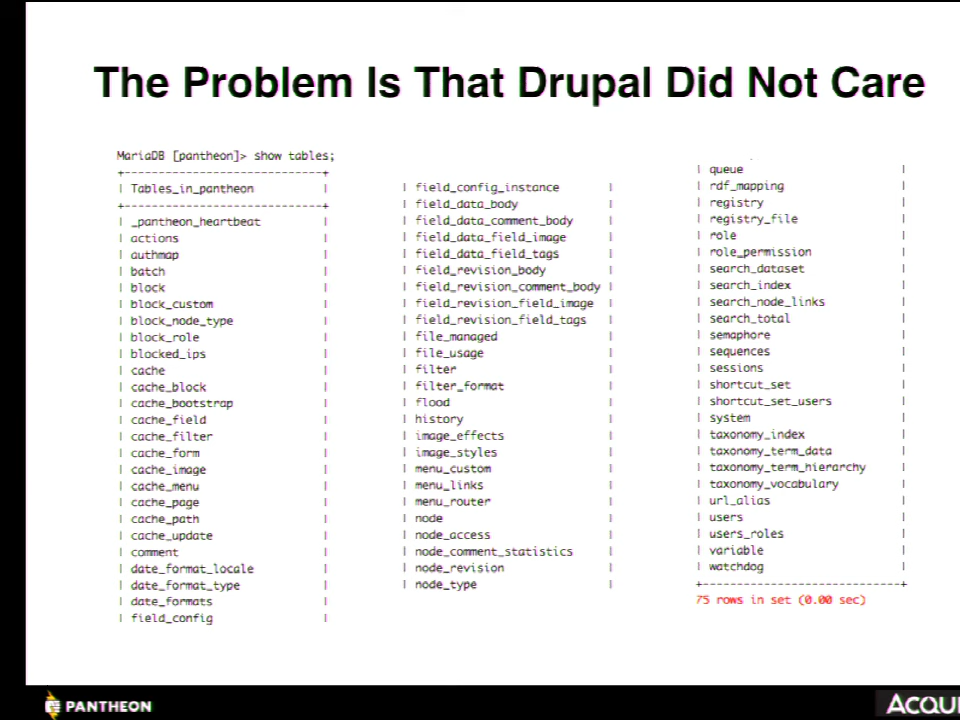 The Problem Is That Drupal Did Not Care
MariaDB [pantheon]> show tables;
+-----------------------------+
| Tables_in_pantheon |
+-----------------------------+
| _pantheon_heartbeat |
| actions |
| authmap |
| batch |
| block |
| block_custom |
| block_node_type |
| block_role |
| blocked_ips |
| cache |
| cache_block |
| cache_bootstrap |
| cache_field |
| cache_filter |
| cache_form |
| cache_image |
| cache_menu |
| cache_page |
| cache_path |
| cache_update |
| comment |
| date_format_locale |
| date_format_type |
| date_formats |
| field_config |
| field_config_instance |
| field_data_body |
| field_data_comment_body |
| field_data_field_image |
| field_data_field_tags |
| field_revision_body |
| field_revision_comment_body |
| field_revision_field_image |
| field_revision_field_tags |
| file_managed |
| file_usage |
| filter |
| filter_format |
| flood |
| history |
| image_effects |
| image_styles |
| menu_custom |
| menu_links |
| menu_router |
| node |
| node_access |
| node_comment_statistics |
| node_revision |
| node_type |
| queue |
| rdf_mapping |
| registry |
| registry_file |
| role |
| role_permission |
| search_dataset |
| search_index |
| search_node_links |
| search_total |
| semaphore |
| sequences |
| sessions |
| shortcut_set |
| shortcut_set_users |
| system |
| taxonomy_index |
| taxonomy_term_data |
| taxonomy_term_hierarchy |
| taxonomy_vocabulary |
| url_alias |
| users |
| users_roles |
| variable |
| watchdog |
+-----------------------------+
75 rows in set (0.00 sec)
PANTHEON